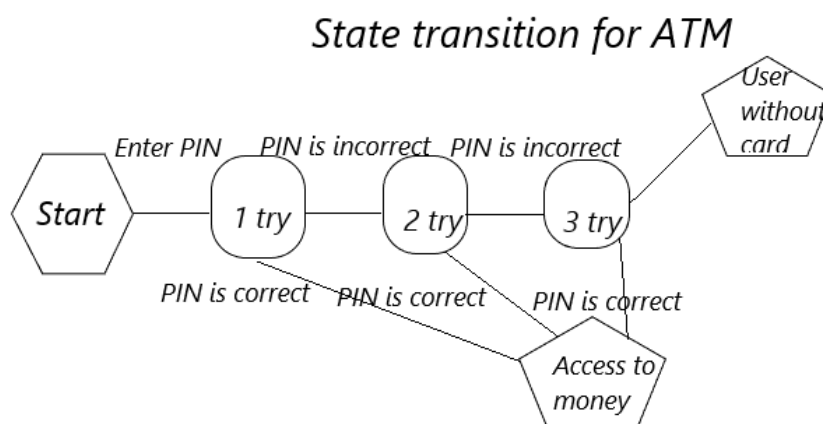 State transition for ATM
User
without
card
Enter PIN
PIN is incorrect
PIN is incorrect
Start
1 try
2 try
3 try
PIN is correct
PIN is correct
PIN is correct
Access to
money